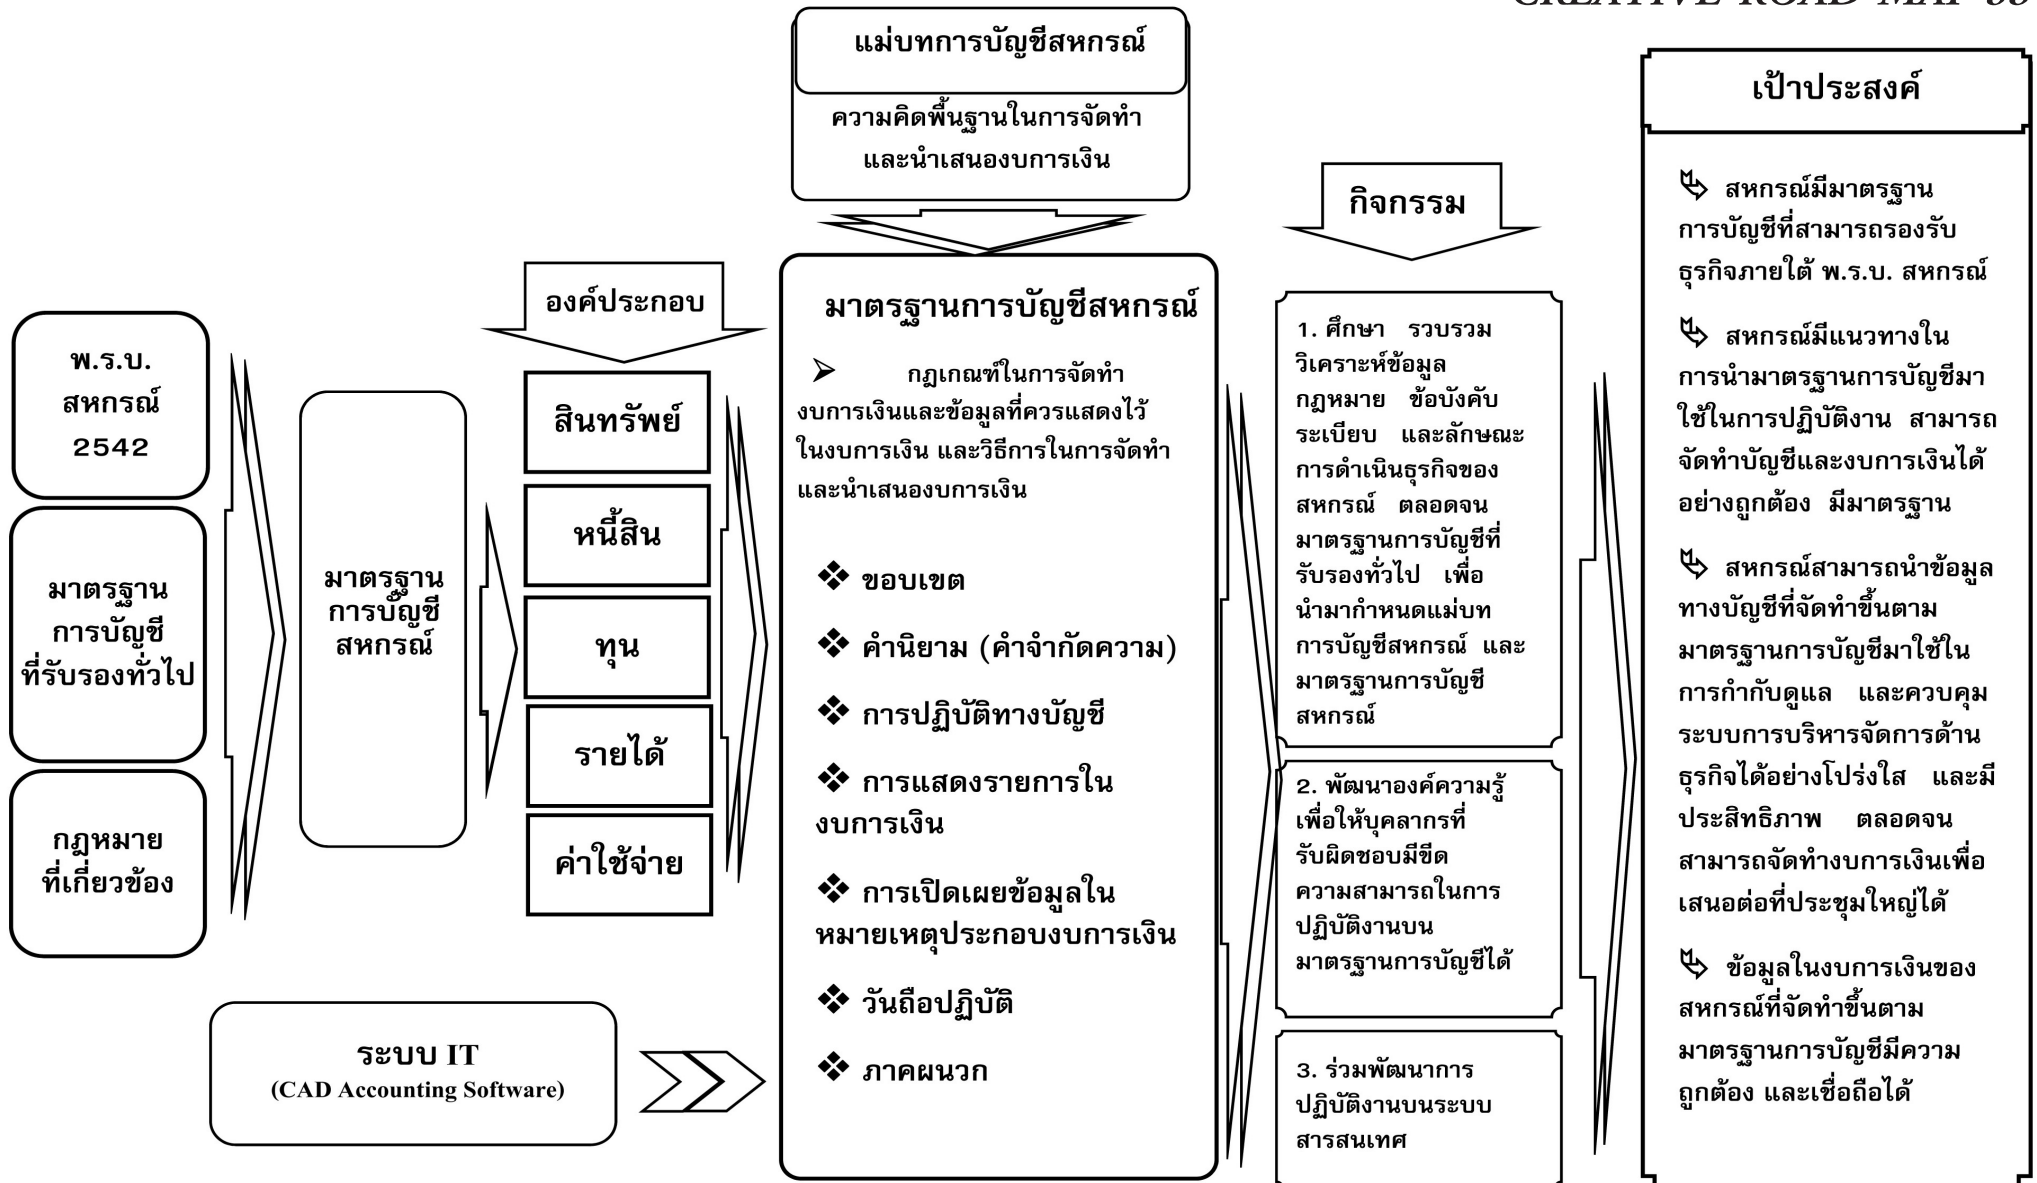 CREATIVE ROAD MAP
แม่บทการบัญชีสหกรณ์
ความคิดพื้นฐานในการจัดทำ
และนำเสนองบการเงิน
พ.ร.บ.
สหกรณ์
2542
มาตรฐาน
การบัญชี
ที่รับรองทั่วไป
กฎหมาย
ที่เกี่ยวข้อง
มาตรฐาน
การบัญชี
สหกรณ์
องค์ประกอบ
สินทรัพย์
หนี้สิน
ทุน
รายได้
ค่าใช้จ่าย
ระบบ IT
(CAD Accounting Software)
มาตรฐานการบัญชีสหกรณ์
➢ กฎเกณฑ์ในการจัดทำ
งบการเงินและข้อมูลที่ควรแสดงไว้
ในงบการเงิน และวิธีการในการจัดทำ
และนำเสนองบการเงิน
❖ ขอบเขต
❖ คำนิยาม (คำจำกัดความ)
❖ การปฏิบัติทางบัญชี
❖ การแสดงรายการใน
งบการเงิน
❖ การเปิดเผยข้อมูลใน
หมายเหตุประกอบงบการเงิน
❖ วันถือปฏิบัติ
❖ ภาคผนวก
กิจกรรม
1. ศึกษา รวบรวม
วิเคราะห์ข้อมูล
กฎหมาย ข้อบังคับ
ระเบียบ และลักษณะ
การดำเนินธุรกิจของ
สหกรณ์ ตลอดจน
มาตรฐานการบัญชีที่
รับรองทั่วไป เพื่อ
นำมากำหนดแม่บท
การบัญชีสหกรณ์ และ
มาตรฐานการบัญชี
สหกรณ์
2. พัฒนาองค์ความรู้
เพื่อให้บุคลากรที่
รับผิดชอบมีขีด
ความสามารถในการ
ปฏิบัติงานบน
มาตรฐานการบัญชีได้
3. ร่วมพัฒนาการ
ปฏิบัติงานบนระบบ
สารสนเทศ
เป้าประสงค์
สหกรณ์มีมาตรฐาน
การบัญชีที่สามารถรองรับ
ธุรกิจภายใต้ พ.ร.บ. สหกรณ์
สหกรณ์มีแนวทางใน
การนำมาตรฐานการบัญชีมา
ใช้ในการปฏิบัติงาน สามารถ
จัดทำบัญชีและงบการเงินได้
อย่างถูกต้อง มีมาตรฐาน
สหกรณ์สามารถนำข้อมูล
ทางบัญชีที่จัดทำขึ้นตาม
มาตรฐานการบัญชีมาใช้ใน
การกำกับดูแล และควบคุม
ระบบการบริหารจัดการด้าน
ธุรกิจได้อย่างโปร่งใส และมี
ประสิทธิภาพ ตลอดจน
สามารถจัดทำงบการเงินเพื่อ
เสนอต่อที่ประชุมใหญ่ได้
ข้อมูลในงบการเงินของ
สหกรณ์ที่จัดทำขึ้นตาม
มาตรฐานการบัญชีมีความ
ถูกต้อง และเชื่อถือได้